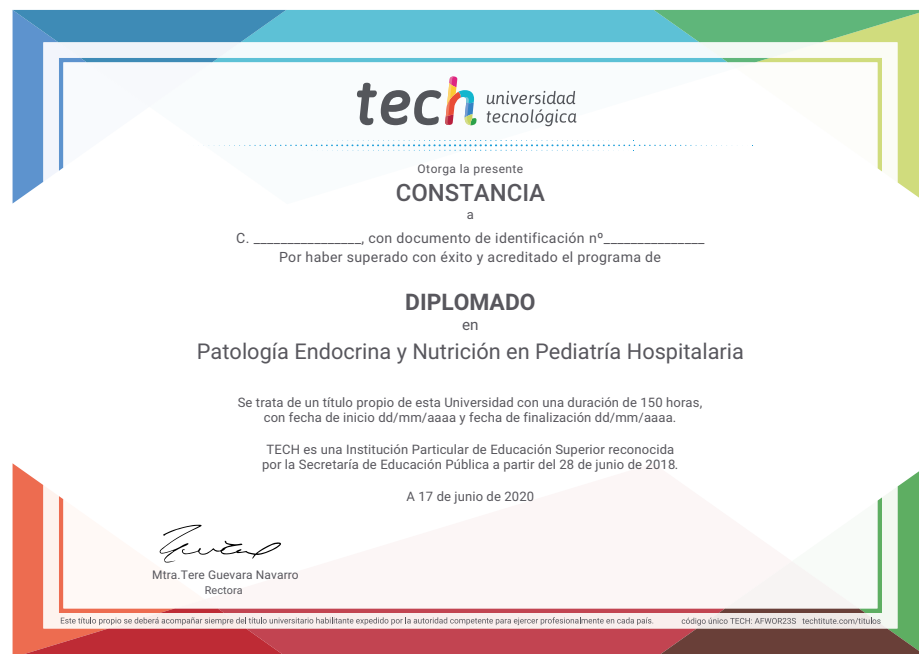 tech universidad
tecnológica
Otorga la presente
CONSTANCIA
a
C. ________________, con documento de identificación nº_______________
Por haber superado con éxito y acreditado el programa de
DIPLOMADO
en
Patología Endocrina y Nutrición en Pediatría Hospitalaria
Se trata de un título propio de esta Universidad con una duración de 150 horas,
con fecha de inicio dd/mm/aaaa y fecha de finalización dd/mm/aaaa.
TECH es una Institución Particular de Educación Superior reconocida
por la Secretaría de Educación Pública a partir del 28 de junio de 2018.
A 17 de junio de 2020
Mtra.Tere Guevara Navarro
Rectora
Este título propio se deberá acompañar siempre del título universitario habilitante expedido por la autoridad competente para ejercer profesionalmente en cada país. código único TECH: AFWOR23S techtitute.com/titulos